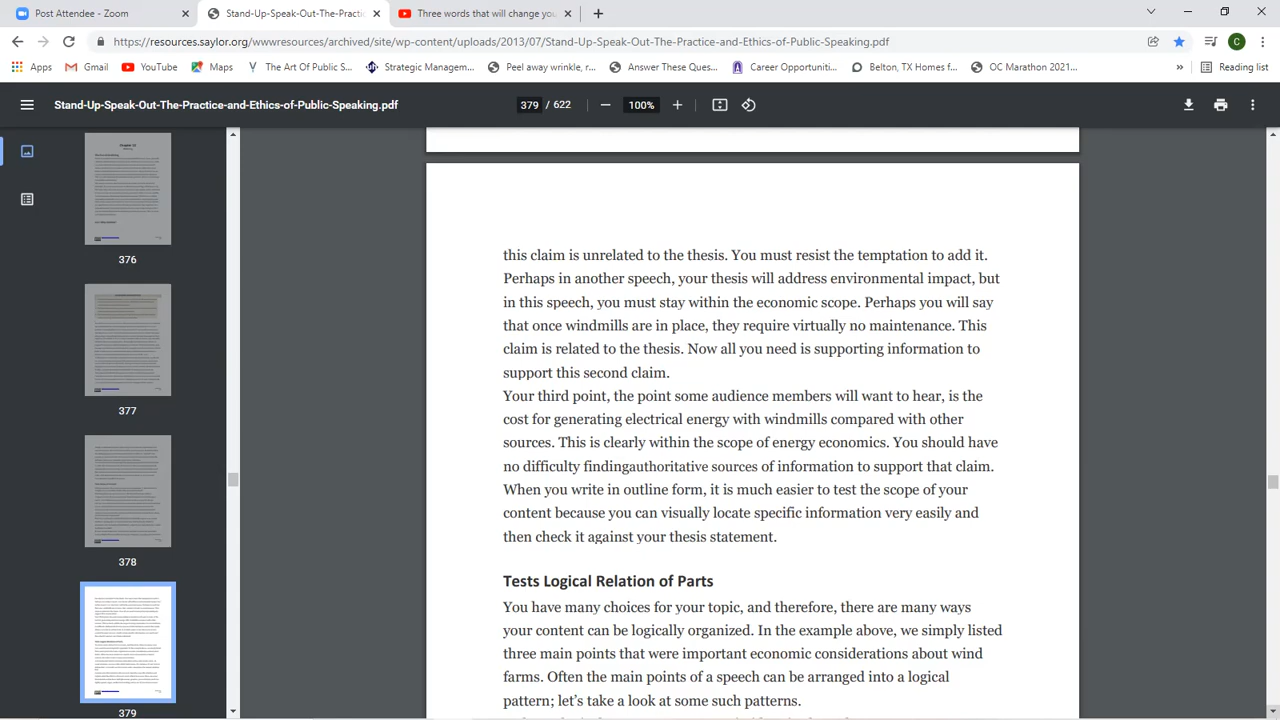 Post Attendee - Zoom
Stand-Up-Speak-Out-The-Practi
Three words that will change you
https://resources.saylor.org/wwwresources/archived/site/wp-content/uploads/2013/07/Stand-Up-Speak-Out-The-Practice-and-Ethics-of-Public-Speaking.pdf
C
Apps
Gmail
YouTube
Maps
The Art Of Public S...
Strategic Managem...
Peel away,wrinkle, r...
Answer These Que...
Career Opportuni...
Belton, TX Homes f...
OC Marathon 2021...
»
Reading list
Stand-Up-Speak-Out-The-Practice-and-Ethics-of-Public-Speaking.pdf
379 / 622
100%
376
377
378
379
this claim is unrelated to the thesis. You must resist the temptation to add it.
Perhaps in another speech, your thesis will address environmental impact, but
in this speech, you must stay within the economic scope. Perhaps you will say
that once windmills are in place, they require virtually no maintenance. This
claim is related to the thesis. Now all you need is supporting information to
support this second claim.
Your third point, the point some audience members will want to hear, is the
cost for generating electrical energy with windmills compared with other
sources. This is clearly within the scope of energy economics. You should have
no difficulty findingauthoritative sources of information to support that claim.
When you write in outline form, it is much easier to test the scope of your
content because you can visually locate specific information very easily and
then check it against your thesis statement.
Tests Logical Relation of Parts
You have many choices for your topic, and therefore, there are many ways
your content can be logically organized. In the example above, we simply listed
three main points that were important economic considerations about wind
farms. Often the main points of a speech can be arranged into a logical
pattern; let's take a look at some such patterns.